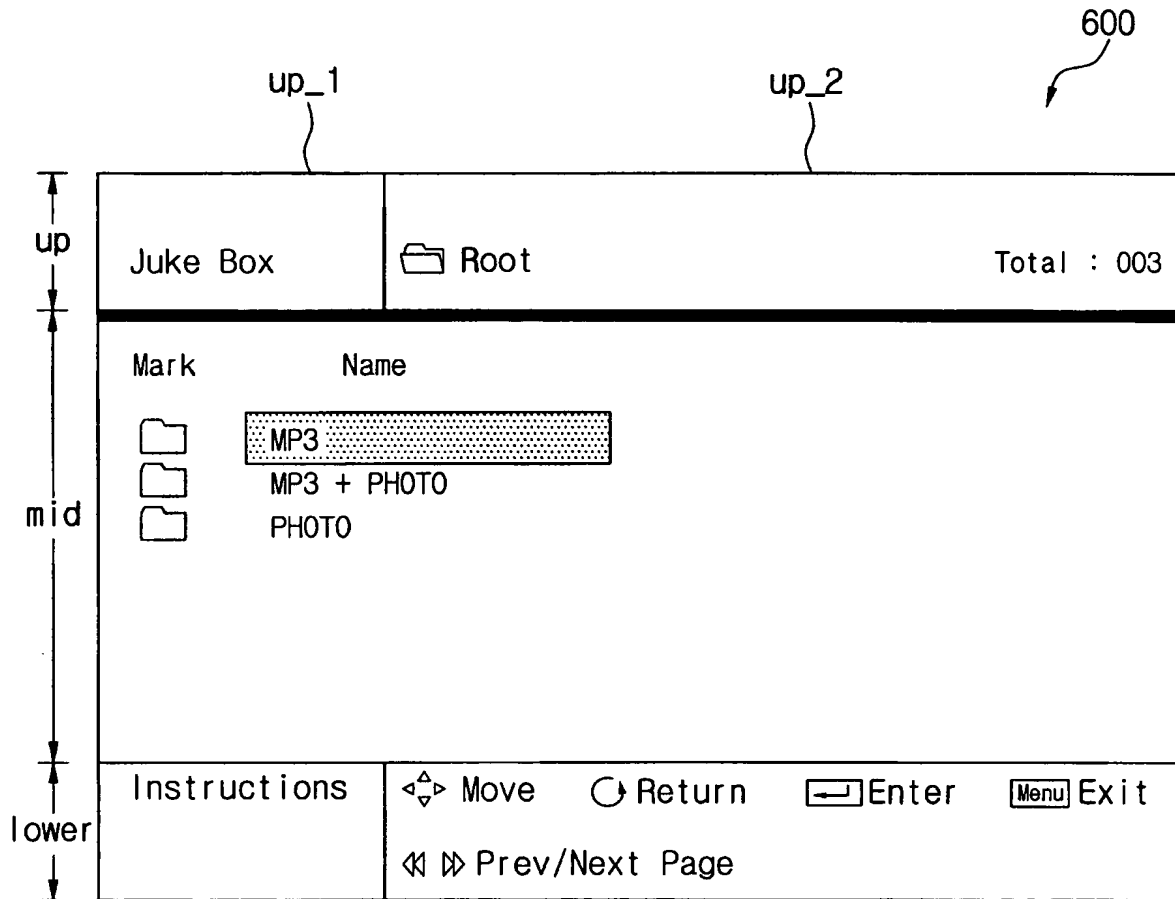 600
up_1 up_2
up
Juke Box Root Total : 003
Mark Name
MP3
MP3 + PHOTO
mid
PHOTO
Instructions Move Return Enter Menu Exit
lower
Prev/Next Page